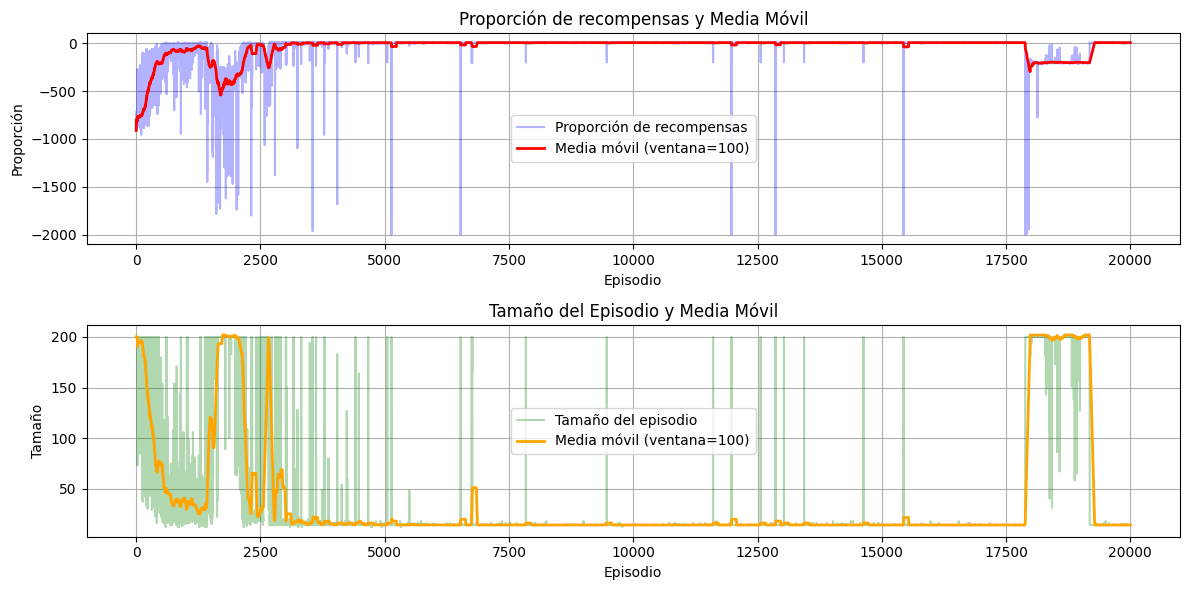 Proporción de recompensas y Media Móvil
0
−500
−1000
−1500
−2000
Proporción
Proporción de recompensas
Media móvil (ventana=100)
0 2500 5000 7500 10000 12500 15000 17500 20000
Episodio
Tamaño del Episodio y Media Móvil
200
150
100
50
Tamaño
Tamaño del episodio
Media móvil (ventana=100)
0 2500 5000 7500 10000 12500 15000 17500 20000
Episodio